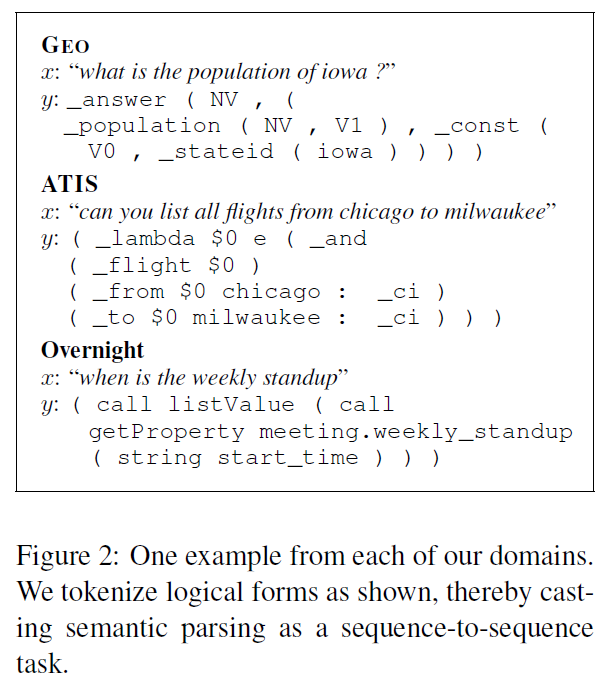 GEO
x: “what is the population of iowa ?”
y: _answer ( NV , (
_population ( NV , V1 ) , _const (
V0 , _stateid ( iowa ) ) ) )
ATIS
x: “can you list all flights from chicago to milwaukee”
y: ( _lambda $0 e ( _and
( _flight $0 )
( _from $0 chicago : _ci )
( _to $0 milwaukee : _ci ) ) )
Overnight
x: “when is the weekly standup”
y: ( call listValue ( call
getProperty meeting.weekly_standup
( string start_time ) ) )
Figure 2: One example from each of our domains.
We tokenize logical forms as shown, thereby cast-
ing semantic parsing as a sequence-to-sequence
task.